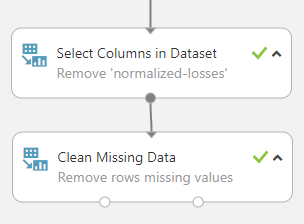 Select Columns in Dataset
Remove 'normalized-losses'
Clean Missing Data
Remove rows missing values